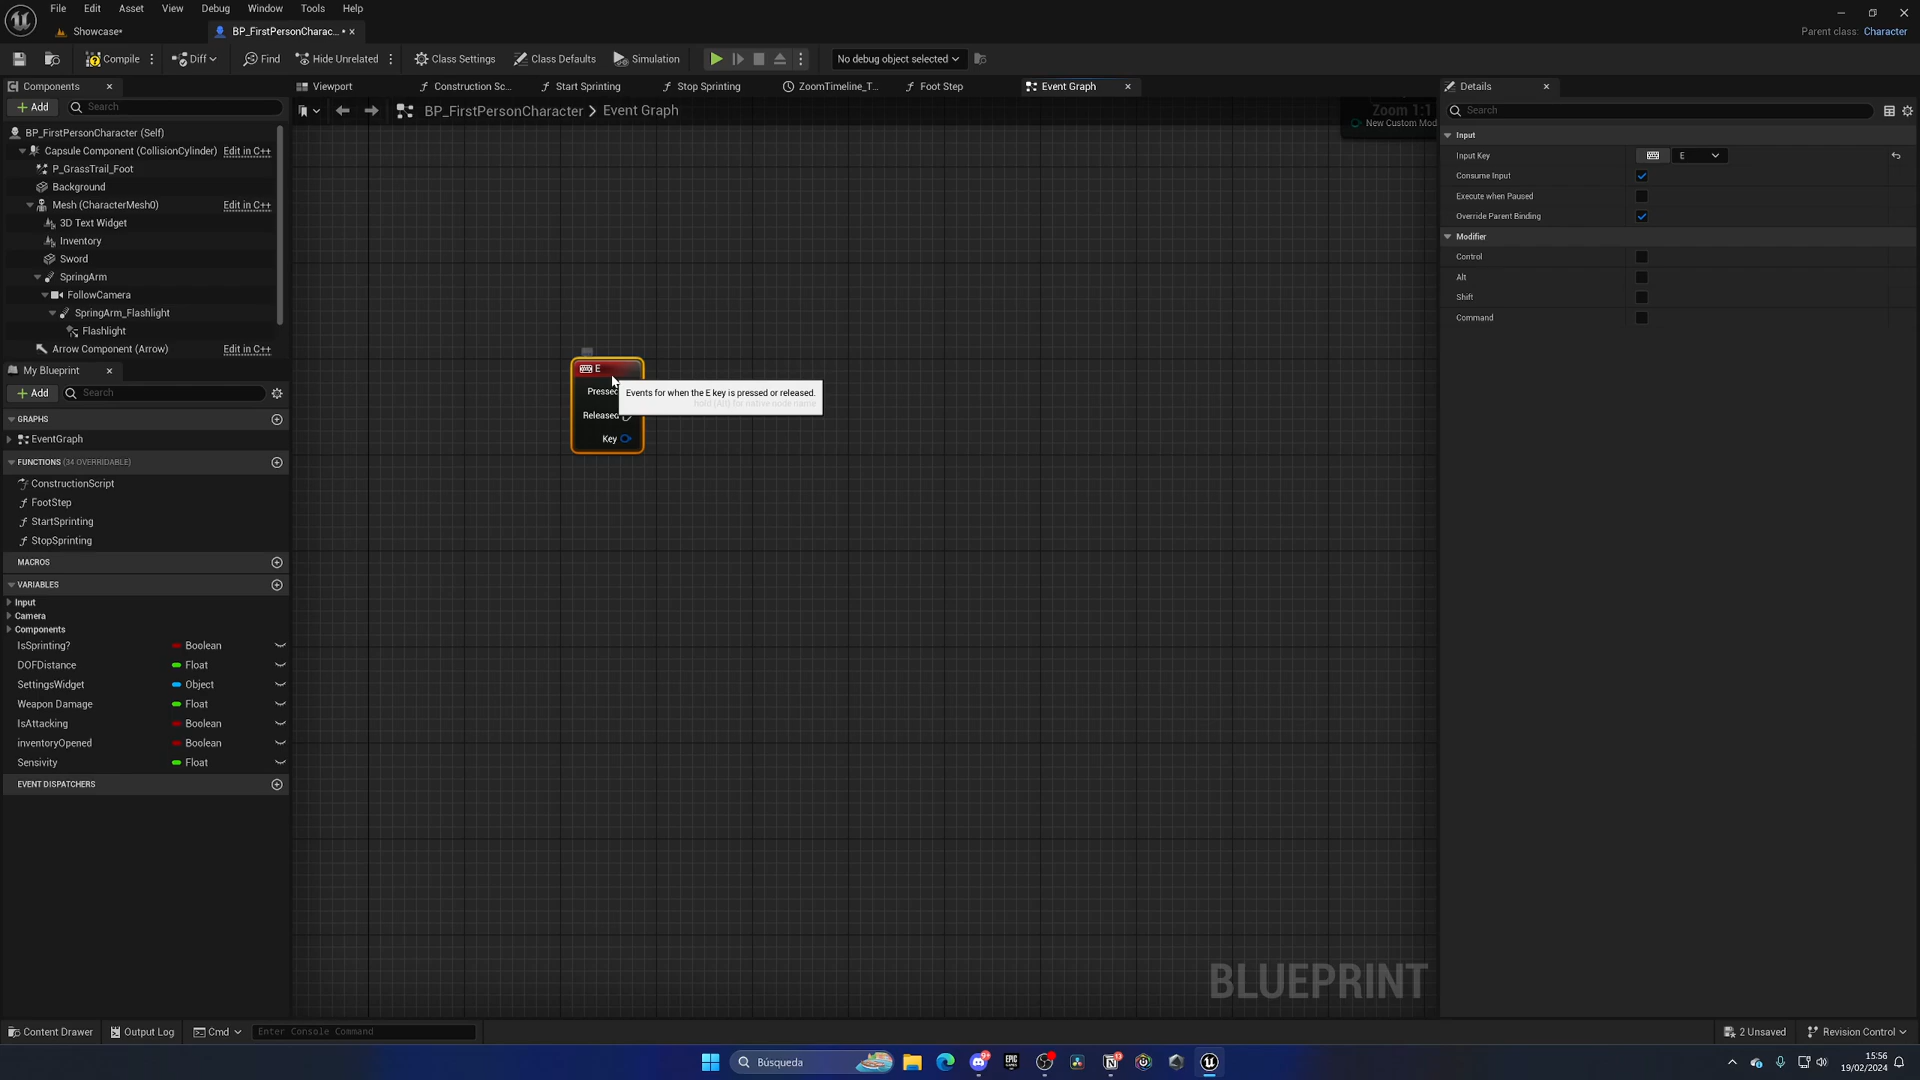 File Edit Asset View Debug Window Tools Help
Showcase*
BP_FirstPersonCharac... •
Parent class: Character
Compile
Diff
Find
Hide Unrelated
Class Settings
Class Defaults
Simulation
No debug object selected
Components
Add
Search
BP_FirstPersonCharacter (Self)
Capsule Component (CollisionCylinder) Edit in C++
P_GrassTrail_Foot
Background
Mesh (CharacterMesh0) Edit in C++
3D Text Widget
Inventory
Sword
SpringArm
FollowCamera
SpringArm_Flashlight
Flashlight
Arrow Component (Arrow) Edit in C++
My Blueprint
Add
Search
GRAPHS
EventGraph
FUNCTIONS (34 OVERRIDABLE)
ConstructionScript
FootStep
StartSprinting
StopSprinting
MACROS
VARIABLES
Input
Camera
Components
IsSprinting? Boolean
DOFDistance Float
SettingsWidget Object
Weapon Damage Float
IsAttacking Boolean
inventoryOpened Boolean
Sensivity Float
EVENT DISPATCHERS
Viewport
Construction Sc...
Start Sprinting
Stop Sprinting
ZoomTimeline_T...
Foot Step
Event Graph
BP_FirstPersonCharacter > Event Graph
Zoom 1:1
New Custom Mod
E
Pressed
Released
Key
Events for when the E key is pressed or released.
hold (Alt) for native node name
BLUEPRINT
Details
Search
Input
Input Key E
Consume Input
Execute when Paused
Override Parent Binding
Modifier
Control
Alt
Shift
Command
Content Drawer
Output Log
Cmd
Enter Console Command
2 Unsaved
Revision Control
Búsqueda
15:56
19/02/2024